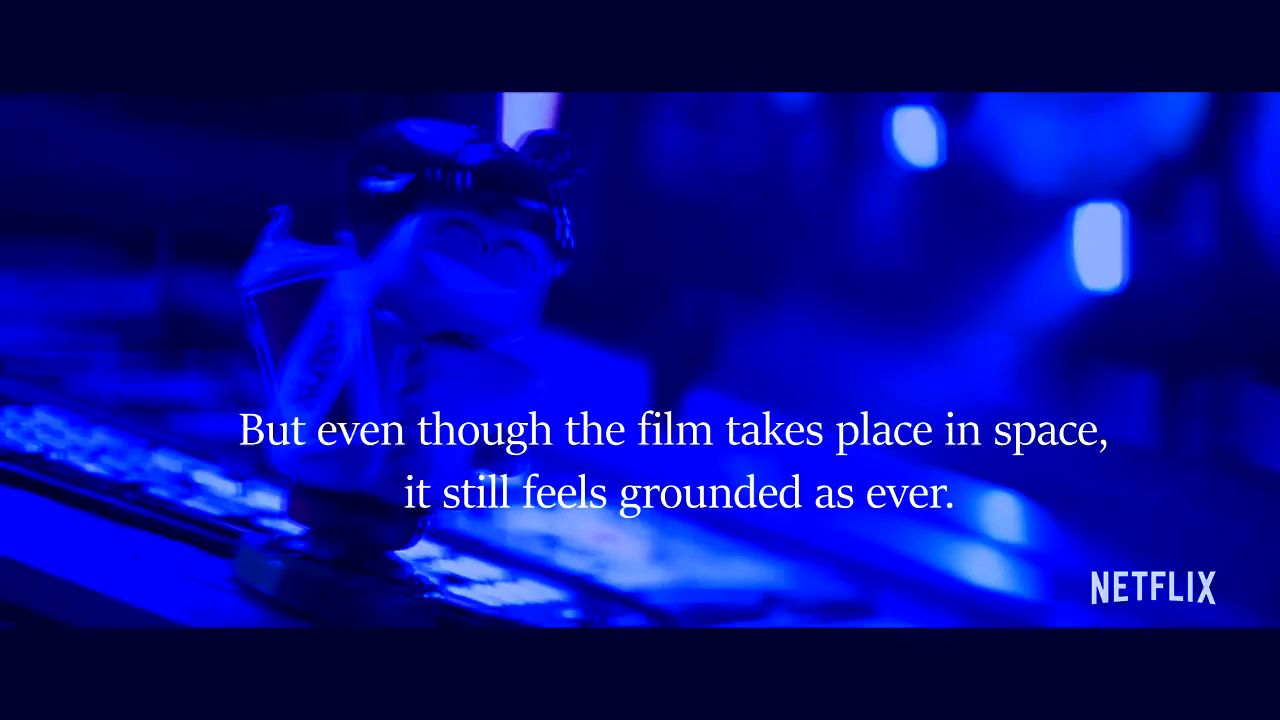 But even though the film takes place in space,
it still feels grounded as ever.
NETFLIX